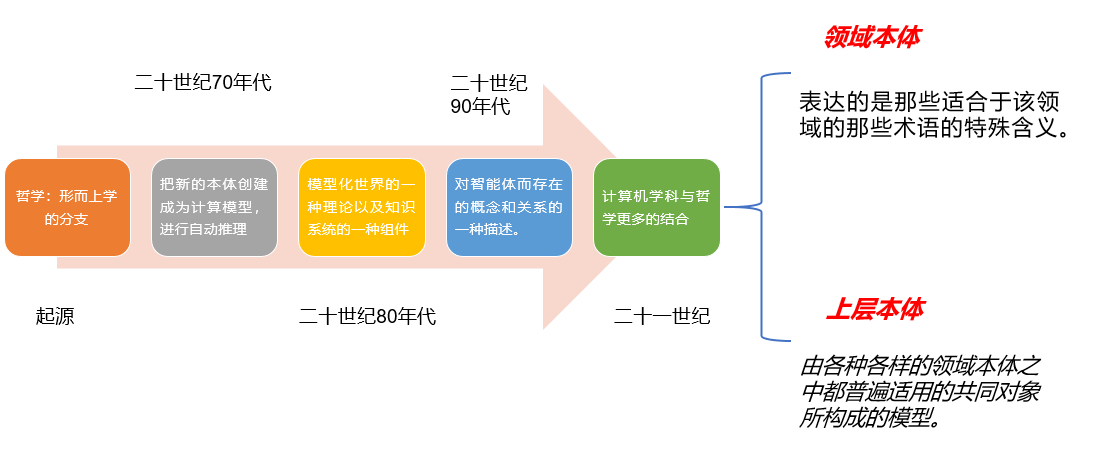 二十世纪70年代
二十世纪
90年代
哲学：形而上学
的分支
把新的本体创建
成为计算模型，
进行自动推理
模型化世界的一
种理论以及知识
系统的一种组件
对智能体而存在
的概念和关系的
一种描述。
计算机学科与哲
学更多的结合
起源
二十世纪80年代
二十一世纪
领域本体
表达的是那些适合于该领
域的那些术语的特殊含义。
上层本体
由各种各样的领域本体之
中都普遍适用的共同对象
所构成的模型。